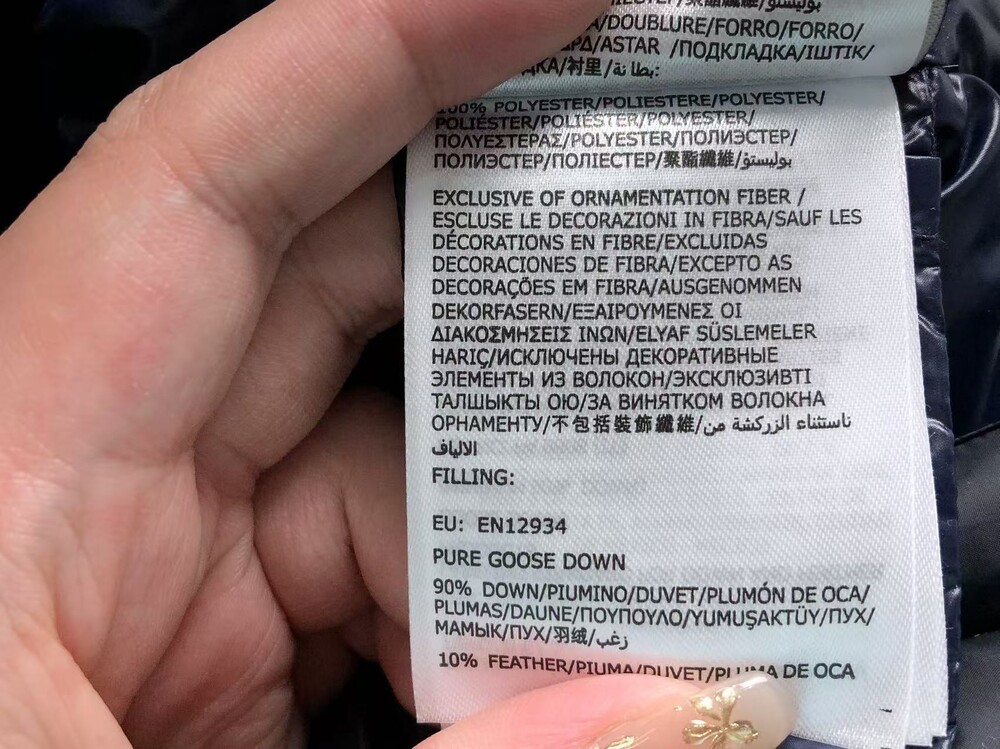 /DOUBLURE/FORRO/FORRO/
/ASTAR /ПОДКЛАДКА/ІШТІК/
/衬里/بطانة:
100% POLYESTER/POLIESTERE/POLYESTER/
POLIÉSTER/POLIÉSTER/POLYESTER/
ΠΟΛΥΕΣΤΕΡΑΣ/POLYESTER/ПОЛИЭСТЕР/
ПОЛИЭСТЕР/ПОЛІЕСТЕР/聚酯纖維/بوليستؤ
EXCLUSIVE OF ORNAMENTATION FIBER /
ESCLUSE LE DECORAZIONI IN FIBRA/SAUF LES
DÉCORATIONS EN FIBRE/EXCLUIDAS
DECORACIONES DE FIBRA/EXCEPTO AS
DECORAÇÕES EM FIBRA/AUSGENOMMEN
DEKORFASERN/ΕΞΑΙΡΟΥΜΕΝΕΣ ΟΙ
ΔΙΑΚΟΣΜΗΣΕΙΣ ΙΝΩΝ/ELYAF SÜSLEMELER
HARIÇ/ИСКЛЮЧЕНЫ ДЕКОРАТИВНЫЕ
ЭЛЕМЕНТЫ ИЗ ВОЛОКОН/ЭКСКЛЮЗИВТІ
ТАЛШЫКТЫ ОЮ/ЗА ВИНЯТКОМ ВОЛОКНА
ОРНАМЕНТУ/不包括裝飾纖維/ناستثناء الزركشة من
الالياف
FILLING:
EU: EN12934
PURE GOOSE DOWN
90% DOWN/PIUMINO/DUVET/PLUMÓN DE OCA/
PLUMAS/DAUNE/ΠΟΥΠΟΥΛΟ/YUMUŞAKTÜY/ПУХ/
МАМЫК/ПУХ/羽绒/زغب
10% FEATHER/PIUMA/DUVET/PLUMA DE OCA